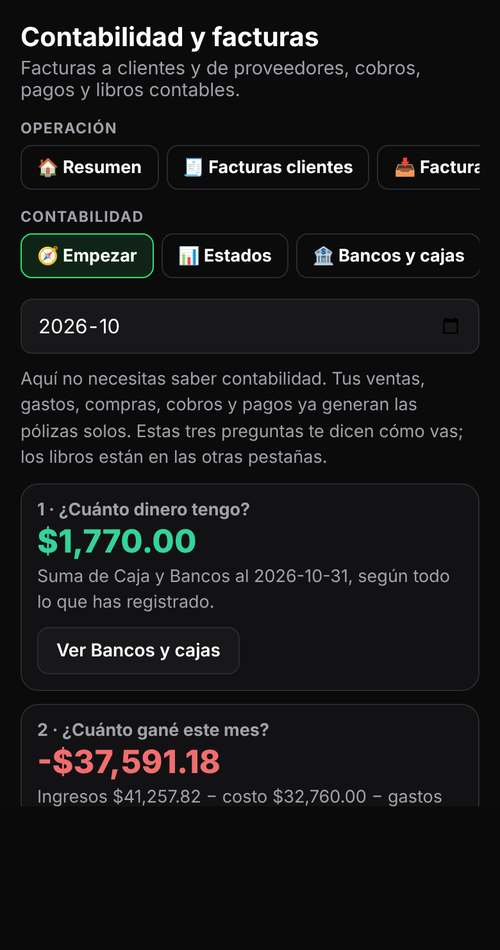 Contabilidad y facturas
Facturas a clientes y de proveedores, cobros,
pagos y libros contables.
OPERACIÓN
🏠 Resumen
🧾 Facturas clientes
📥 Factura
CONTABILIDAD
🧭 Empezar
📊 Estados
🏦 Bancos y cajas
2026-10
Aquí no necesitas saber contabilidad. Tus ventas,
gastos, compras, cobros y pagos ya generan las
pólizas solos. Estas tres preguntas te dicen cómo vas;
los libros están en las otras pestañas.
1 · ¿Cuánto dinero tengo?
$1,770.00
Suma de Caja y Bancos al 2026-10-31, según todo
lo que has registrado.
Ver Bancos y cajas
2 · ¿Cuánto gané este mes?
-$37,591.18
Ingresos $41,257.82 − costo $32,760.00 − gastos